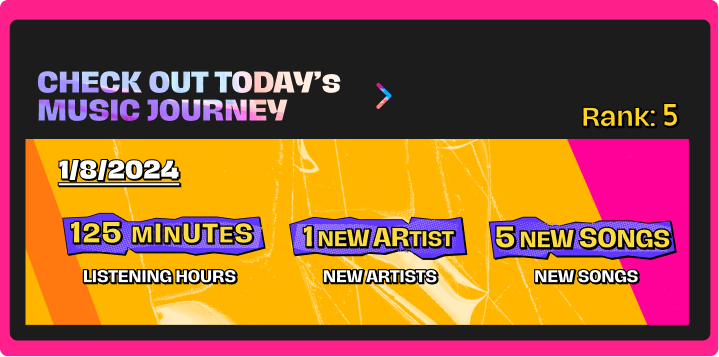 CHECK OUT TODAY's
MUSIC JOURNEY
Rank: 5
1/8/2024
125 MINUTES
1 NEW ARTIST
5 NEW SONGS
LISTENING HOURS
NEW ARTISTS
NEW SONGS